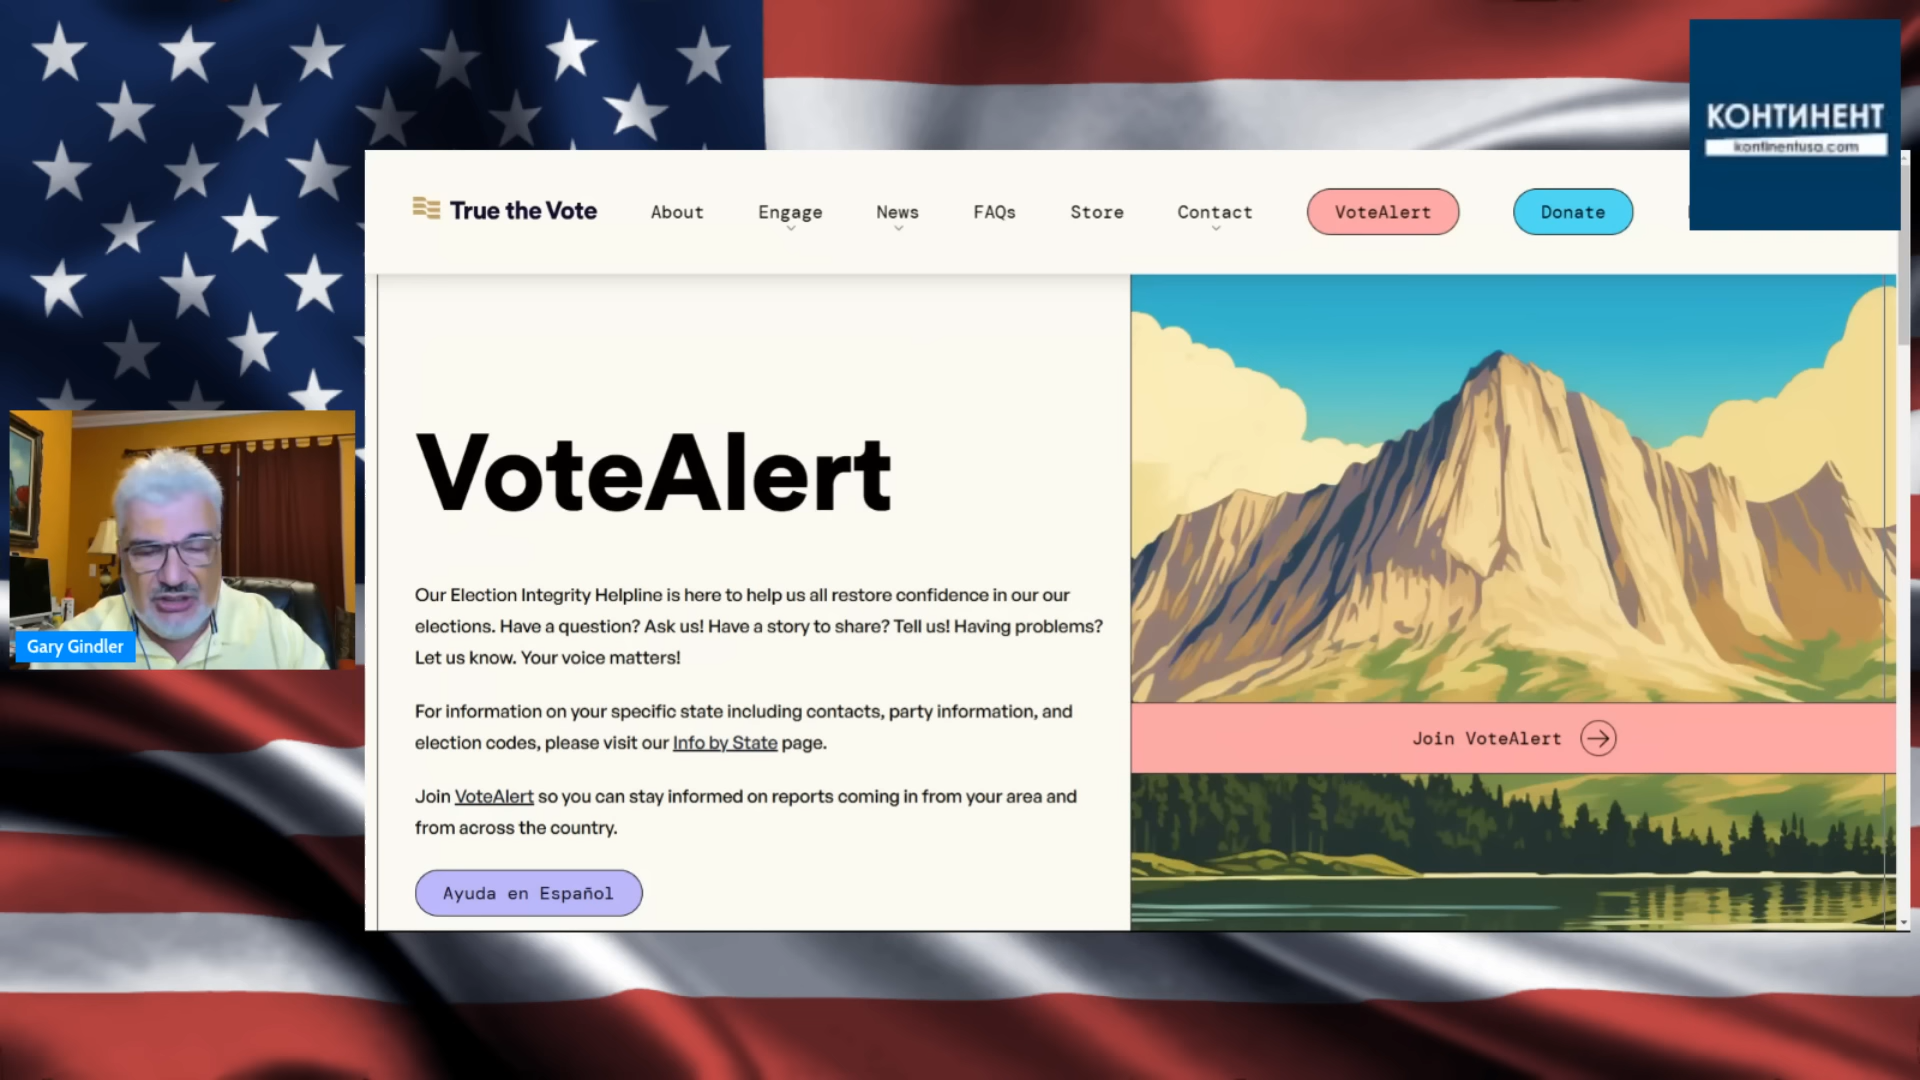 КОНТИНЕНТ
kontinentusa.com
True the Vote
About
Engage
News
FAQs
Store
Contact
VoteAlert
Donate
VoteAlert
Our Election Integrity Helpline is here to help us all restore confidence in our our
elections. Have a question? Ask us! Have a story to share? Tell us! Having problems?
Let us know. Your voice matters!
For information on your specific state including contacts, party information, and
election codes, please visit our Info by State page.
Join VoteAlert so you can stay informed on reports coming in from your area and
from across the country.
Ayuda en Español
Join VoteAlert
Gary Gindler